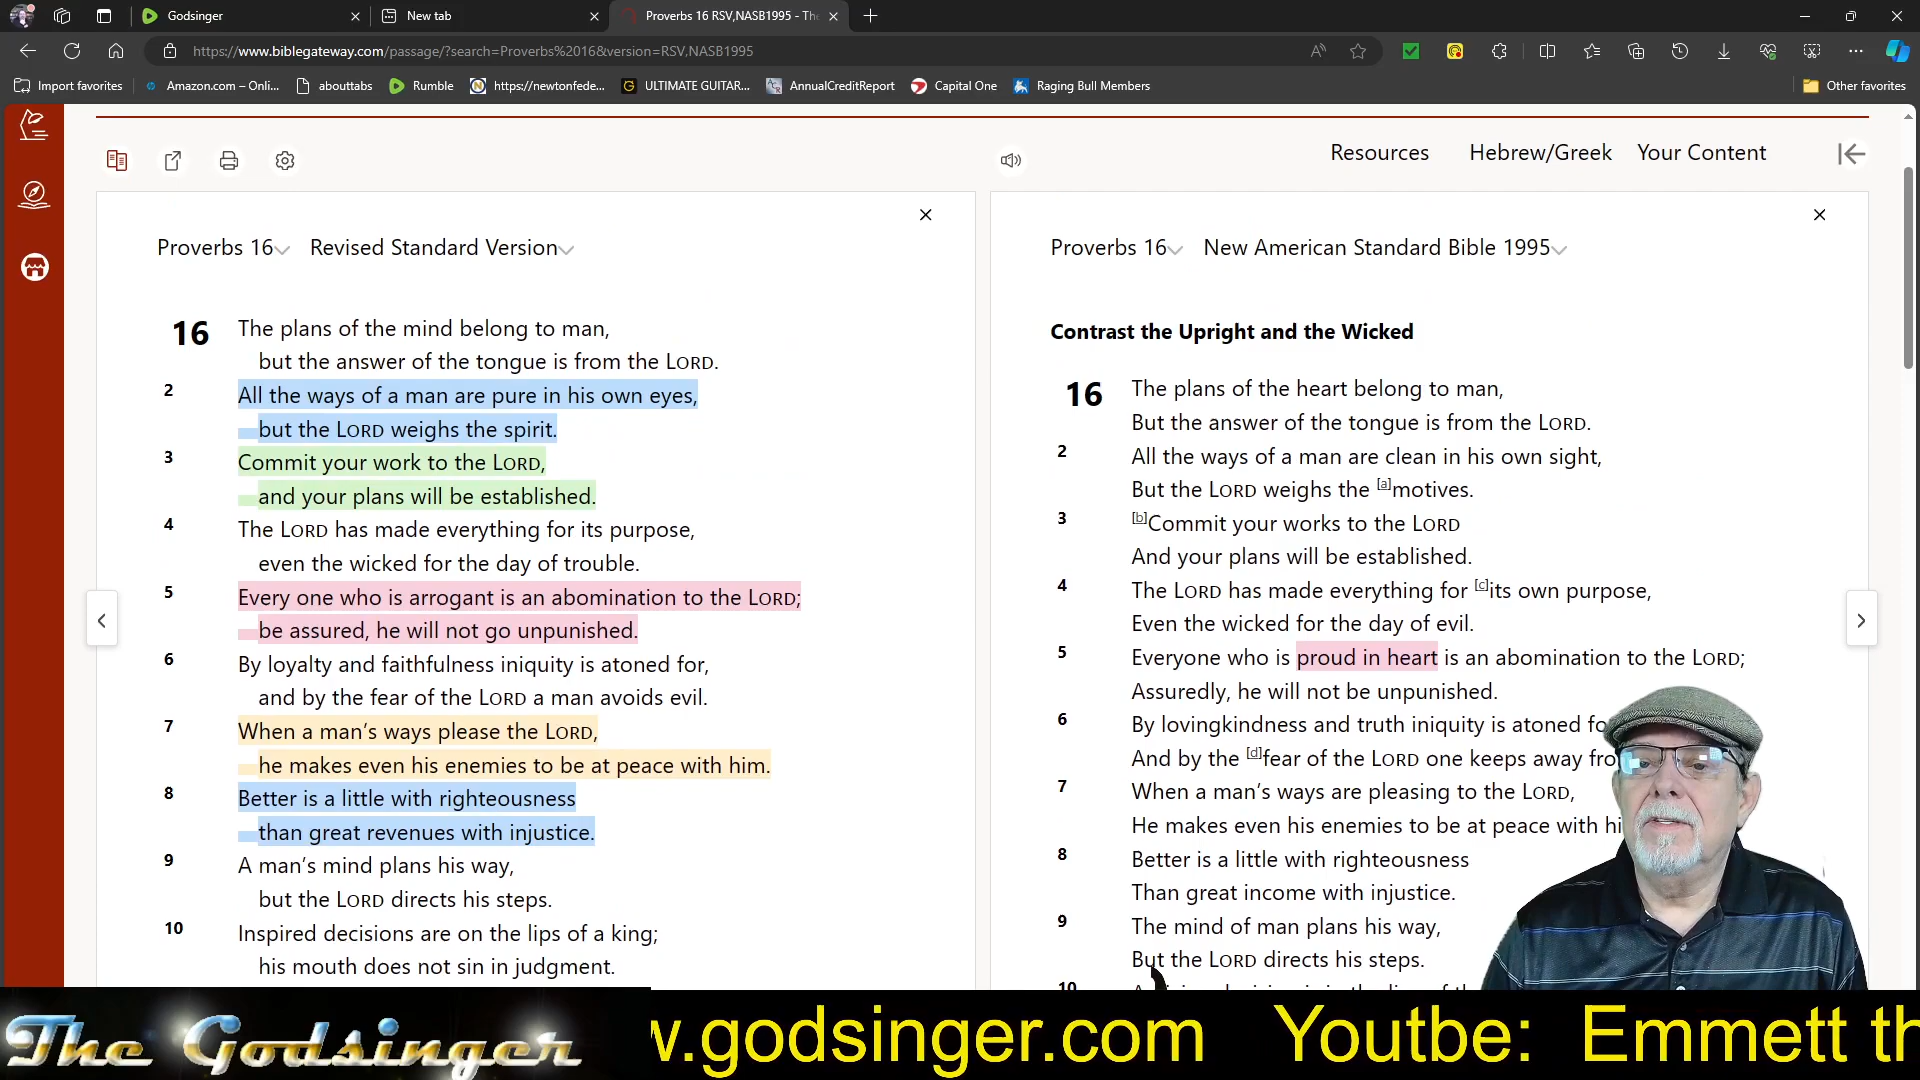 Godsinger
New tab
Proverbs 16 RSV,NASB1995 - The
https://www.biblegateway.com/passage/?search=Proverbs%2016&version=RSV,NASB1995
Import favorites
Amazon.com – Onli...
abouttabs
Rumble
https://newtonfede...
ULTIMATE GUITAR...
AnnualCreditReport
Capital One
Raging Bull Members
Other favorites
Resources
Hebrew/Greek
Your Content
Proverbs 16 Revised Standard Version
16 The plans of the mind belong to man,
but the answer of the tongue is from the LORD.
2 All the ways of a man are pure in his own eyes,
but the LORD weighs the spirit.
3 Commit your work to the LORD,
and your plans will be established.
4 The LORD has made everything for its purpose,
even the wicked for the day of trouble.
5 Every one who is arrogant is an abomination to the LORD;
be assured, he will not go unpunished.
6 By loyalty and faithfulness iniquity is atoned for,
and by the fear of the LORD a man avoids evil.
7 When a man’s ways please the LORD,
he makes even his enemies to be at peace with him.
8 Better is a little with righteousness
than great revenues with injustice.
9 A man’s mind plans his way,
but the LORD directs his steps.
10 Inspired decisions are on the lips of a king;
his mouth does not sin in judgment.
Proverbs 16 New American Standard Bible 1995
Contrast the Upright and the Wicked
16 The plans of the heart belong to man,
But the answer of the tongue is from the LORD.
2 All the ways of a man are clean in his own sight,
But the LORD weighs the [a]motives.
3 [b]Commit your works to the LORD
And your plans will be established.
4 The LORD has made everything for [c]its own purpose,
Even the wicked for the day of evil.
5 Everyone who is proud in heart is an abomination to the LORD;
Assuredly, he will not be unpunished.
6 By lovingkindness and truth iniquity is atoned fo
And by the [d]fear of the LORD one keeps away fro
7 When a man’s ways are pleasing to the LORD,
He makes even his enemies to be at peace with hi
8 Better is a little with righteousness
Than great income with injustice.
9 The mind of man plans his way,
But the LORD directs his steps.
10
The Godsinger
w.godsinger.com Youtbe: Emmett th